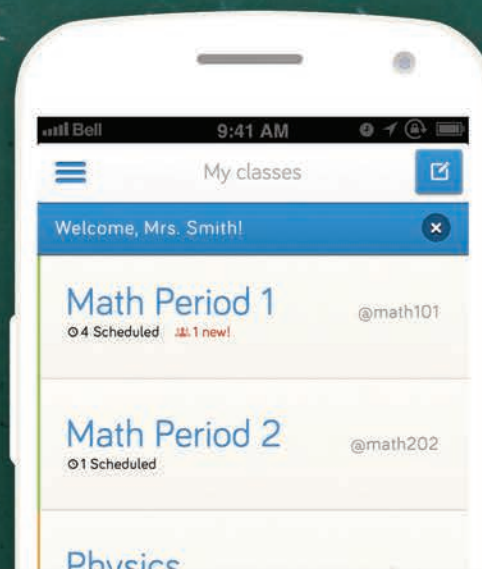 Bell 9:41 AM
My classes
Welcome, Mrs. Smith!
Math Period 1 @math101
4 Scheduled 1 new!
Math Period 2 @math202
1 Scheduled
Physics